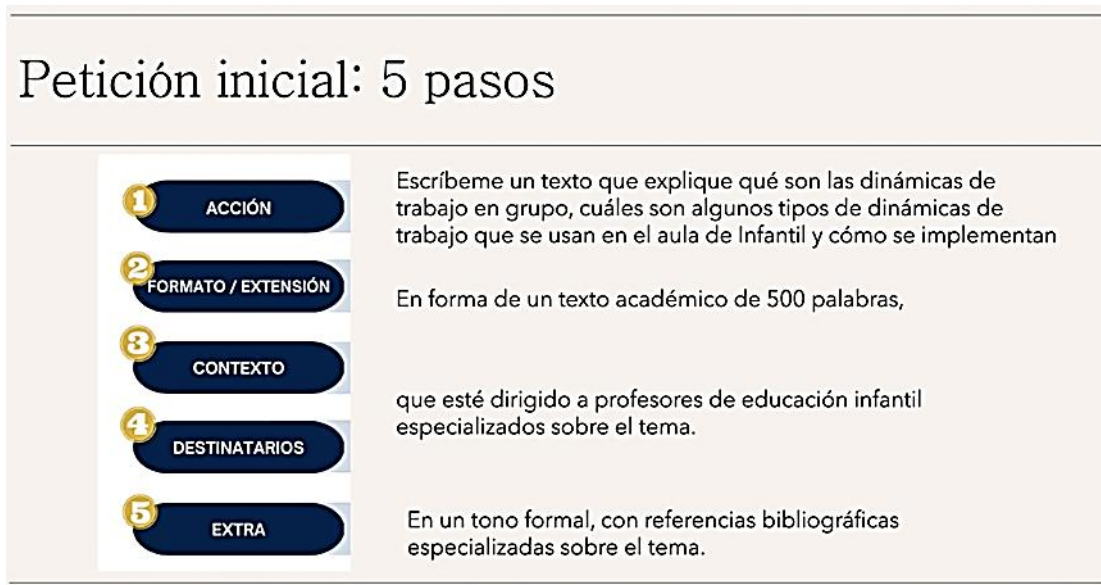 Petición inicial: 5 pasos
1 ACCIÓN
Escríbeme un texto que explique qué son las dinámicas de
trabajo en grupo, cuáles son algunos tipos de dinámicas de
trabajo que se usan en el aula de Infantil y cómo se implementan
2 FORMATO / EXTENSIÓN
En forma de un texto académico de 500 palabras,
3 CONTEXTO
que esté dirigido a profesores de educación infantil
especializados sobre el tema.
4 DESTINATARIOS
5 EXTRA
En un tono formal, con referencias bibliográficas
especializadas sobre el tema.